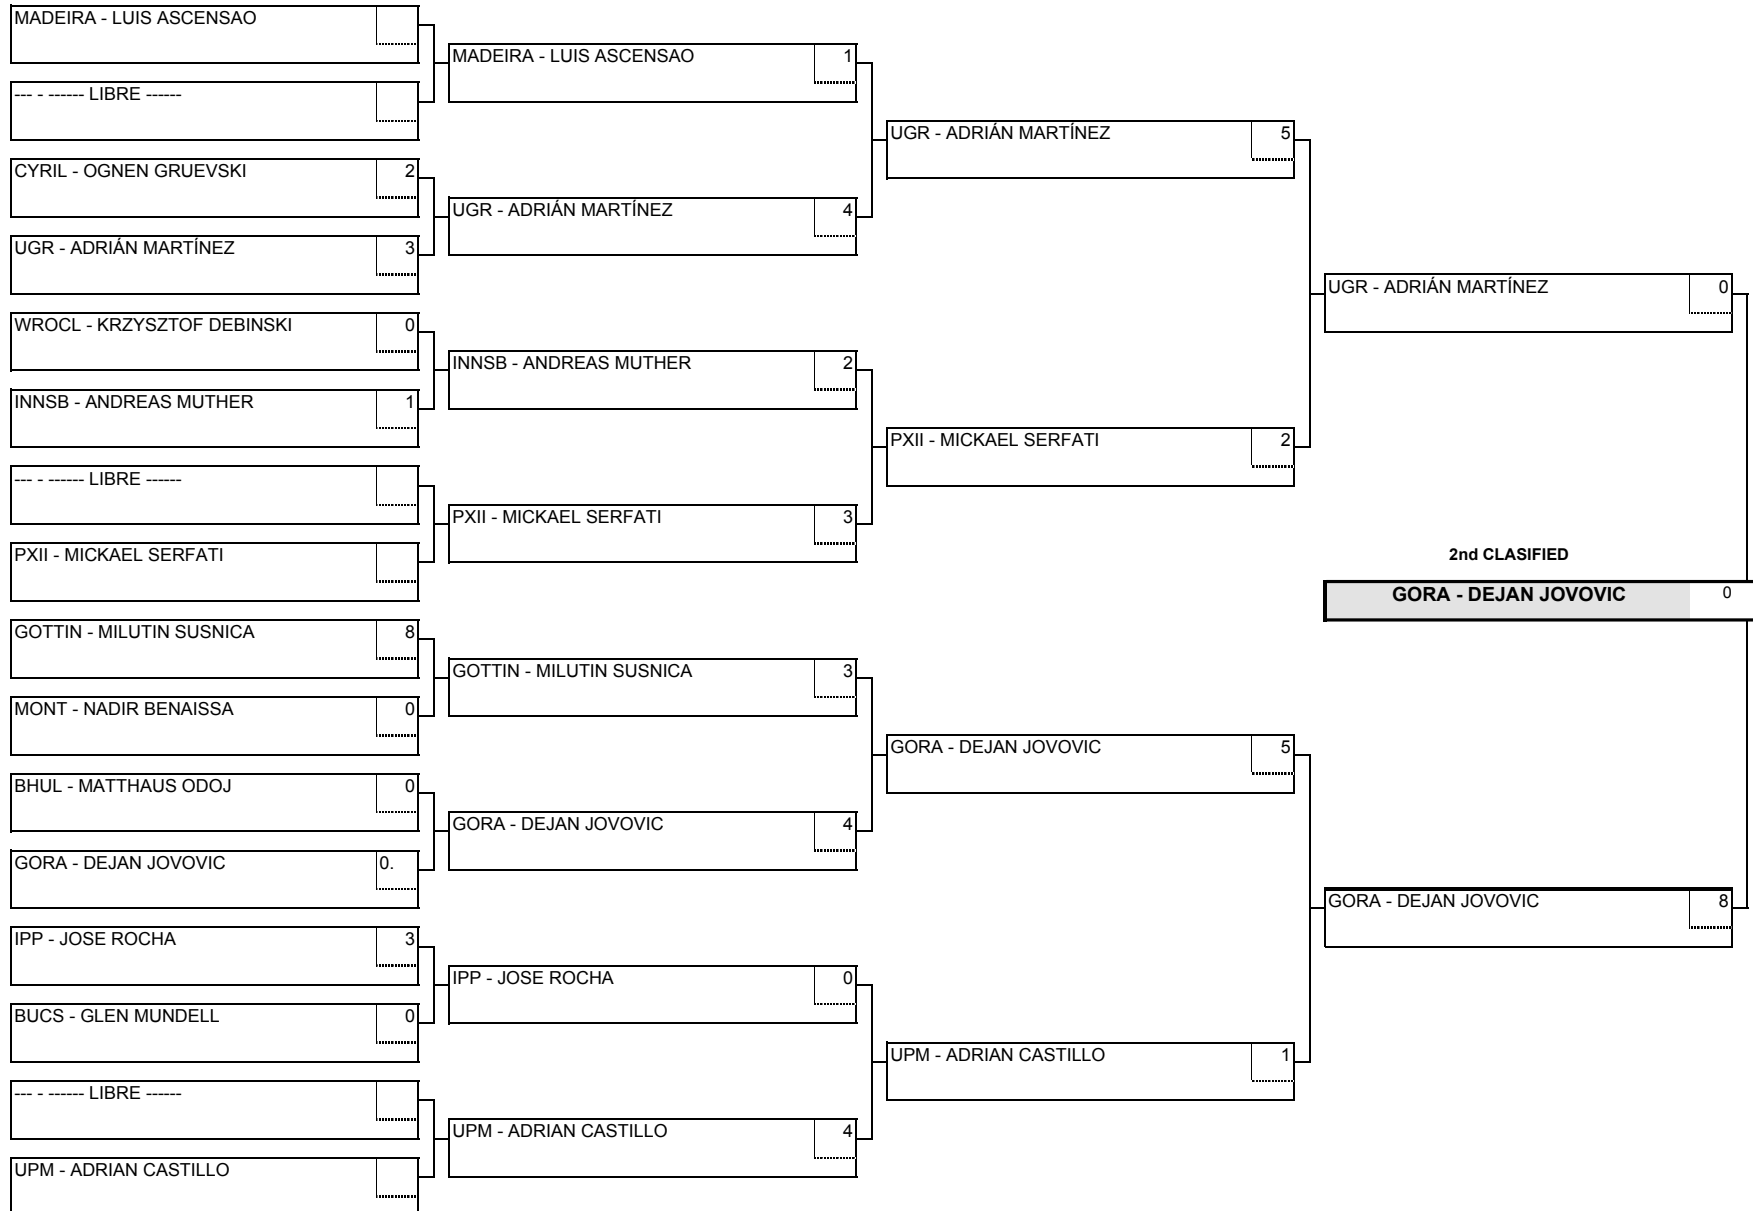 MADEIRA - LUIS ASCENSAO
MADEIRA - LUIS ASCENSAO 1
--- - ------ LIBRE ------
UGR - ADRIÁN MARTÍNEZ 5
CYRIL - OGNEN GRUEVSKI 2
UGR - ADRIÁN MARTÍNEZ 4
UGR - ADRIÁN MARTÍNEZ 3
UGR - ADRIÁN MARTÍNEZ 0
WROCL - KRZYSZTOF DEBINSKI 0
INNSB - ANDREAS MUTHER 2
INNSB - ANDREAS MUTHER 1
PXII - MICKAEL SERFATI 2
--- - ------ LIBRE ------
PXII - MICKAEL SERFATI 3
PXII - MICKAEL SERFATI
2nd CLASIFIED
GORA - DEJAN JOVOVIC 0
GOTTIN - MILUTIN SUSNICA 8
GOTTIN - MILUTIN SUSNICA 3
MONT - NADIR BENAISSA 0
GORA - DEJAN JOVOVIC 5
BHUL - MATTHAUS ODOJ 0
GORA - DEJAN JOVOVIC 4
GORA - DEJAN JOVOVIC 0.
GORA - DEJAN JOVOVIC 8
IPP - JOSE ROCHA 3
IPP - JOSE ROCHA 0
BUCS - GLEN MUNDELL 0
UPM - ADRIAN CASTILLO 1
--- - ------ LIBRE ------
UPM - ADRIAN CASTILLO 4
UPM - ADRIAN CASTILLO